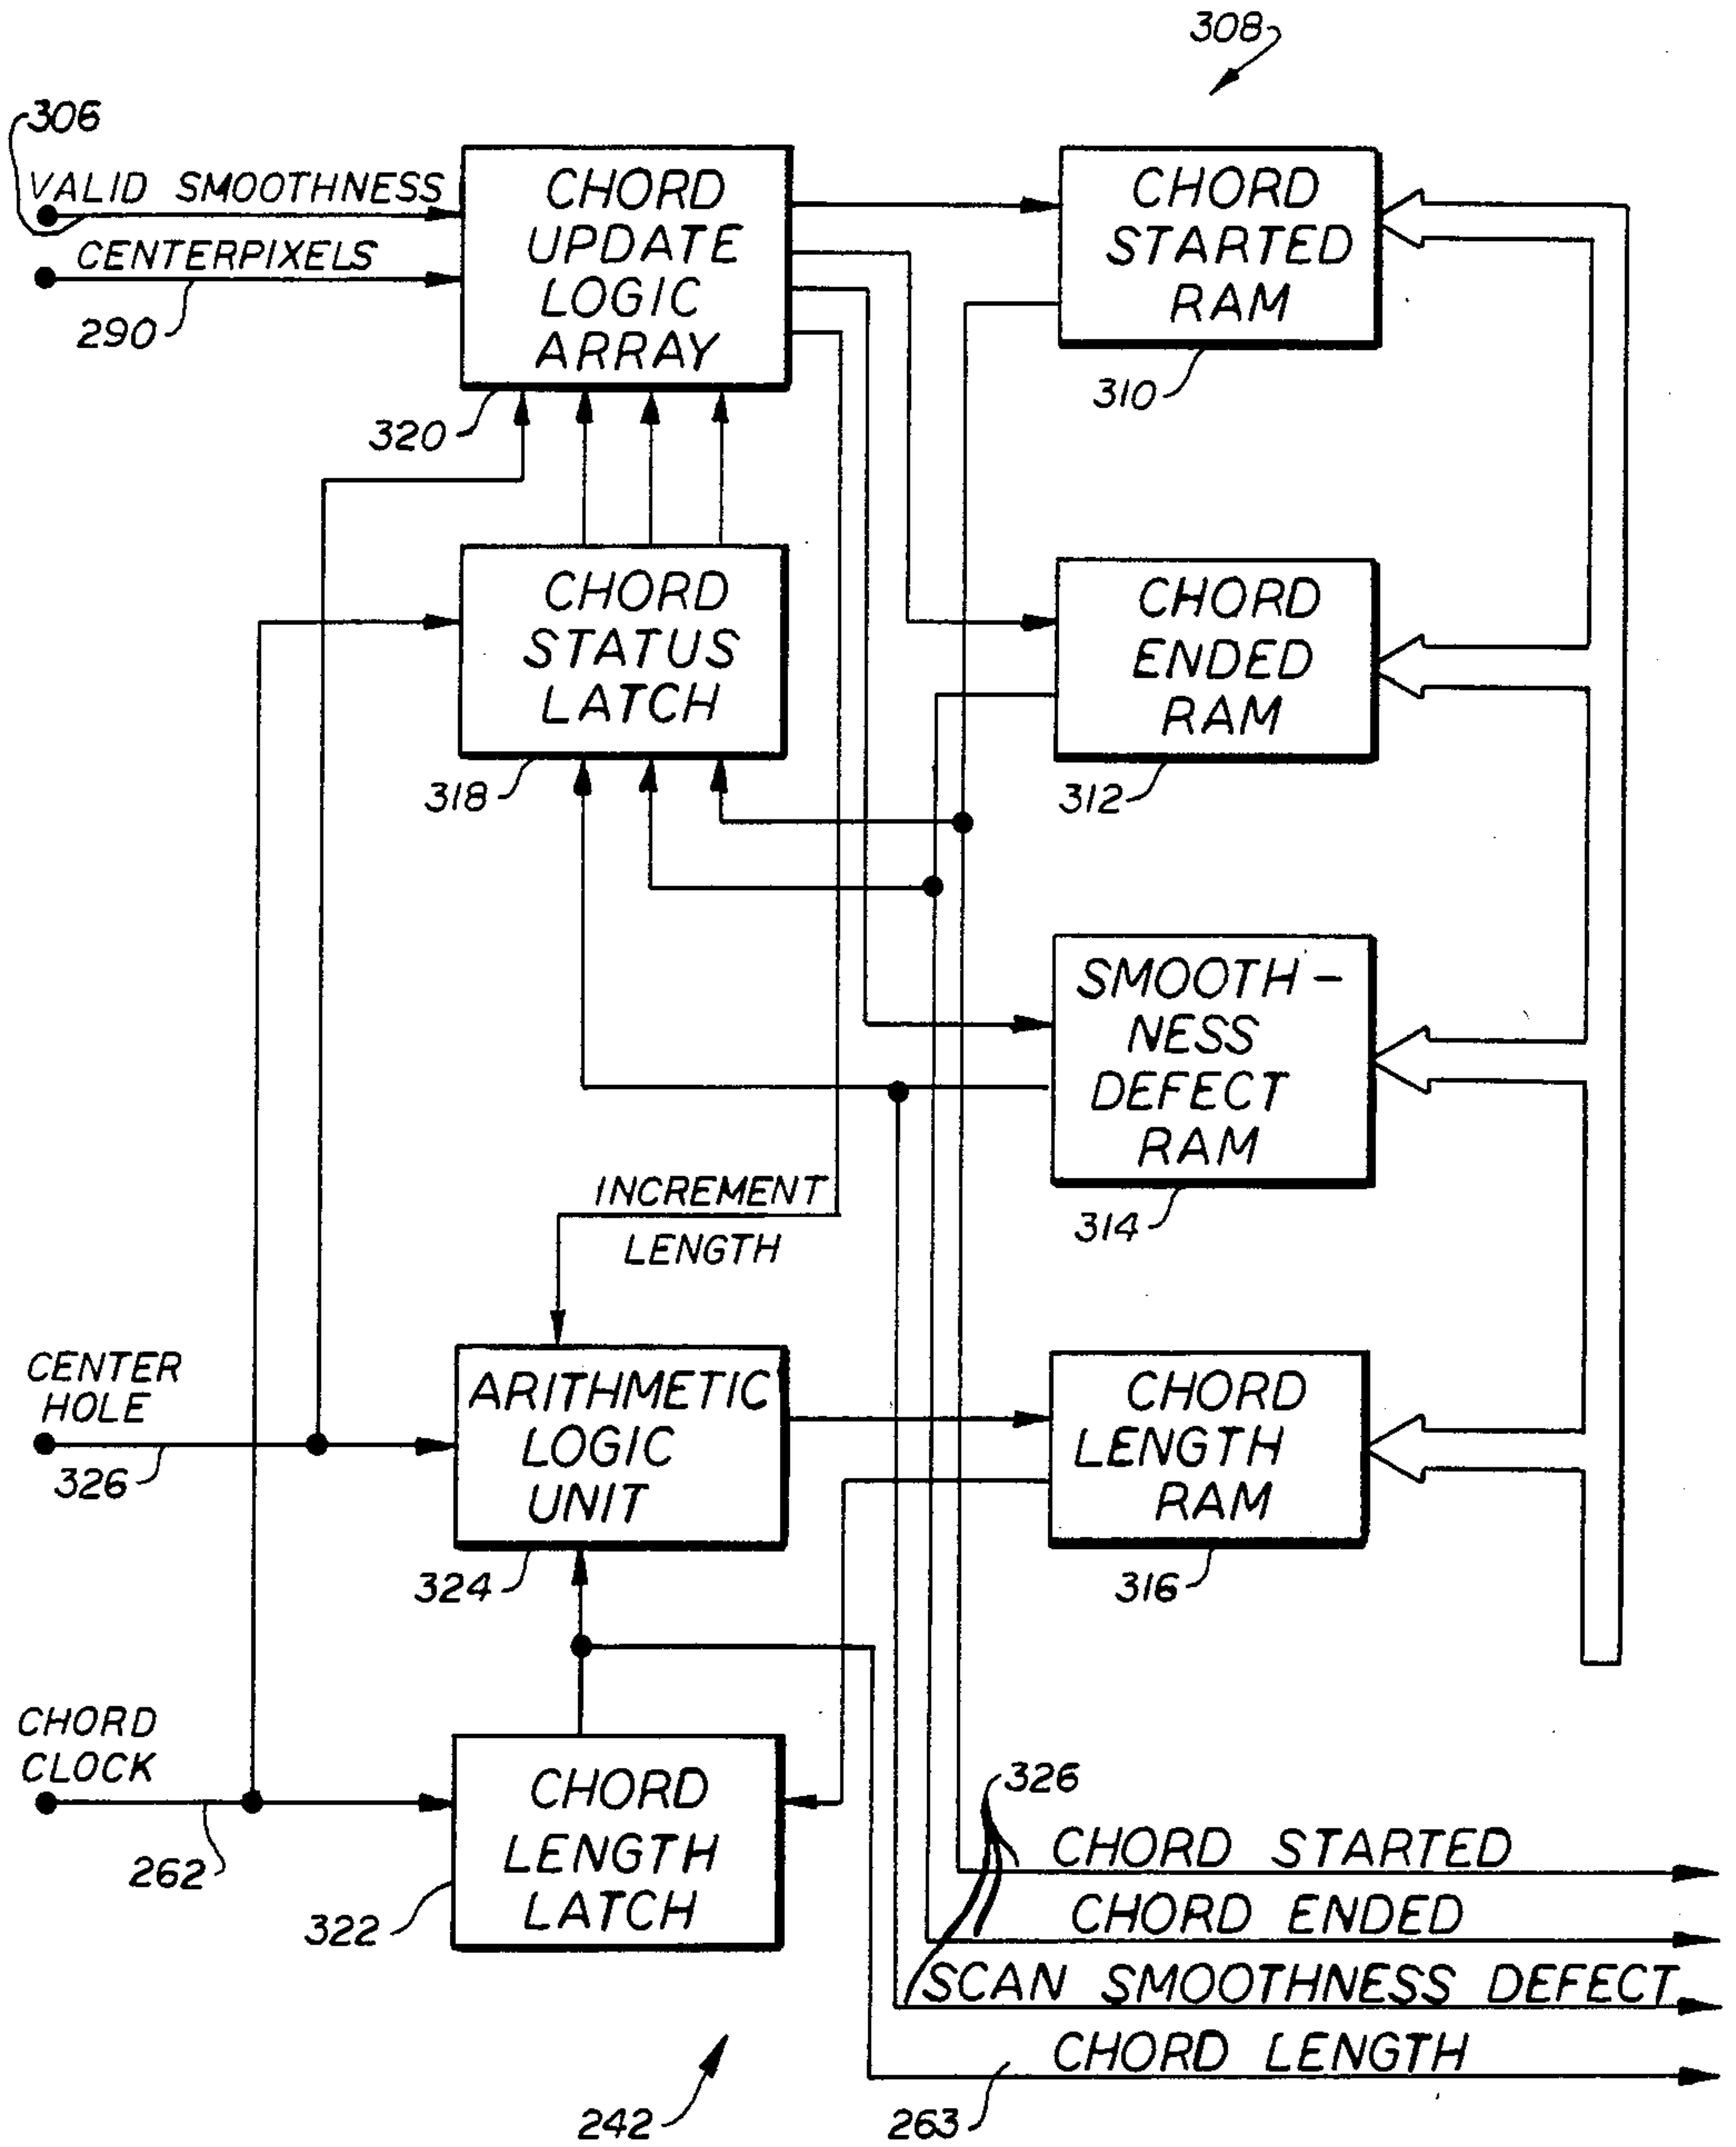 308
306
VALID SMOOTHNESS
CENTERPIXELS
290
CHORD
UPDATE
LOGIC
ARRAY
320
CHORD
STARTED
RAM
310
CHORD
STATUS
LATCH
318
CHORD
ENDED
RAM
312
SMOOTH-
NESS
DEFECT
RAM
314
INCREMENT
LENGTH
CENTER
HOLE
326
ARITHMETIC
LOGIC
UNIT
324
CHORD
LENGTH
RAM
316
CHORD
CLOCK
262
CHORD
LENGTH
LATCH
322
326
CHORD STARTED
CHORD ENDED
SCAN SMOOTHNESS DEFECT
CHORD LENGTH
263
242